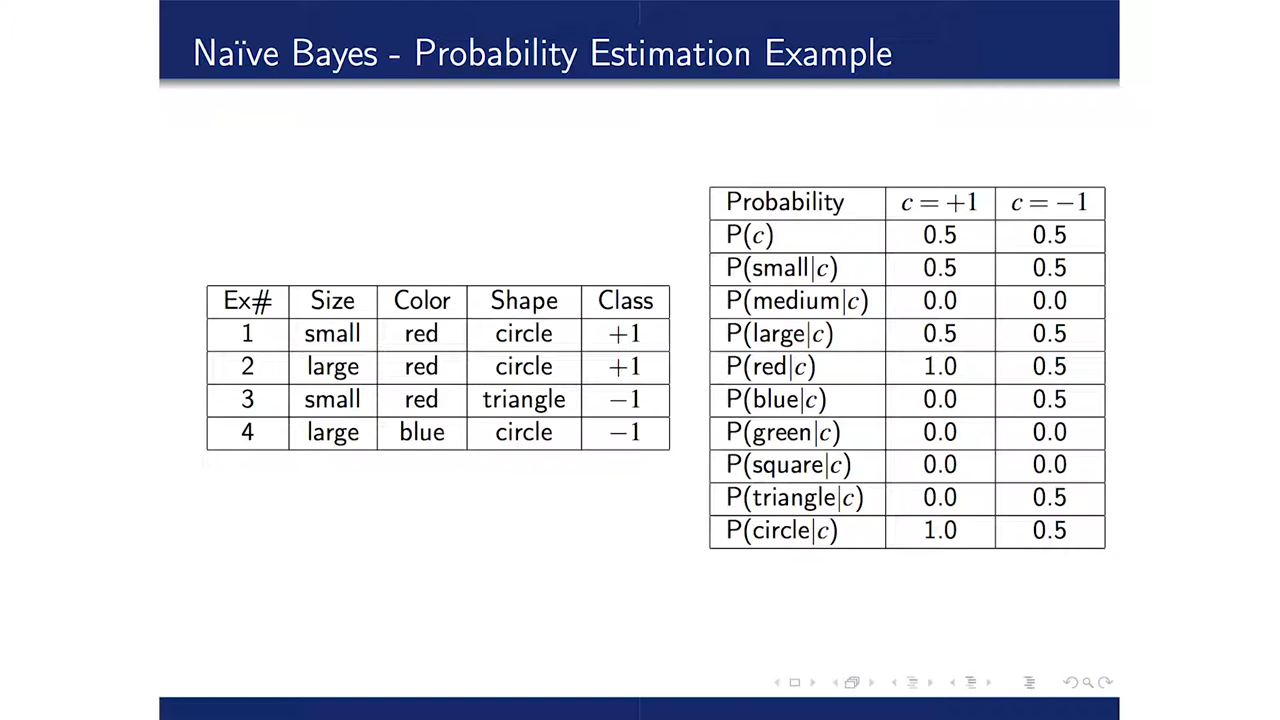 Naïve Bayes - Probability Estimation Example
Ex# Size Color Shape Class
1 small red circle +1
2 large red circle +1
3 small red triangle −1
4 large blue circle −1
Probability c = +1 c = −1
P(c) 0.5 0.5
P(small|c) 0.5 0.5
P(medium|c) 0.0 0.0
P(large|c) 0.5 0.5
P(red|c) 1.0 0.5
P(blue|c) 0.0 0.5
P(green|c) 0.0 0.0
P(square|c) 0.0 0.0
P(triangle|c) 0.0 0.5
P(circle|c) 1.0 0.5